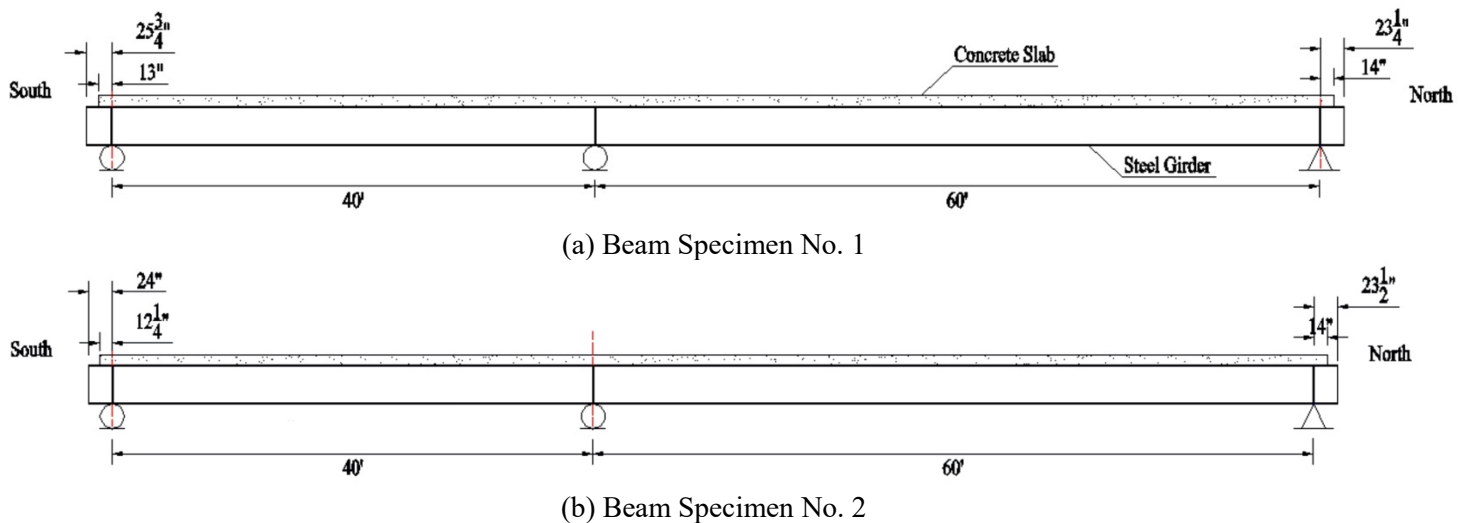 25 3/4"
23 1/4"
Concrete Slab
13"
14"
South
North
Steel Girder
40'
60'
(a) Beam Specimen No. 1
24"
23 1/2"
12 1/4"
14"
South
North
40'
60'
(b) Beam Specimen No. 2